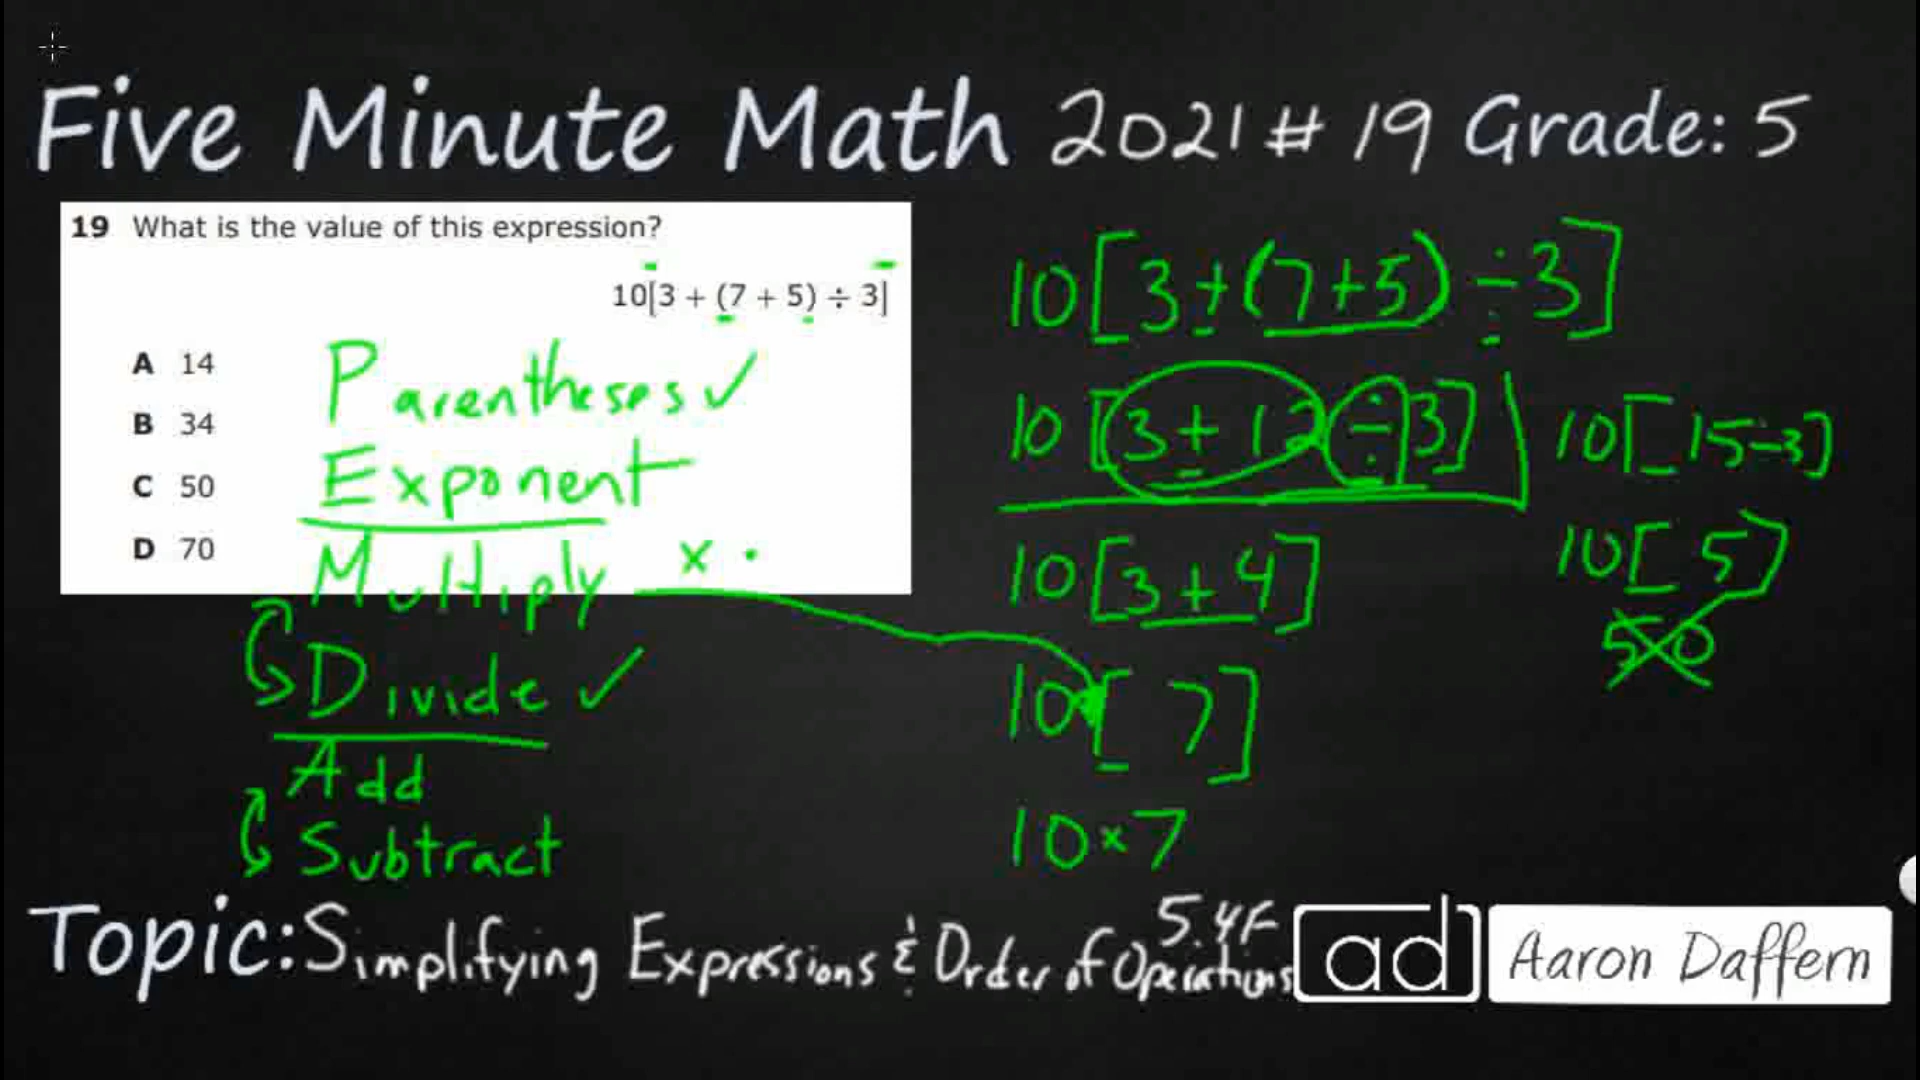 Five Minute Math 2021 # 19 Grade: 5
19 What is the value of this expression?
10[3 + (7 + 5) ÷ 3]
A 14
B 34
C 50
D 70
Parentheses ✓
Exponent
Multiply x ·
Divide ✓
Add
Subtract
10[3+(7+5)÷3]
10[3+12÷3]
10[3+4]
10[7]
10×7
10[15÷3]
10[5]
50
Topic: Simplifying Expressions & Order of Operations
5.4F
ad
Aaron Daffern